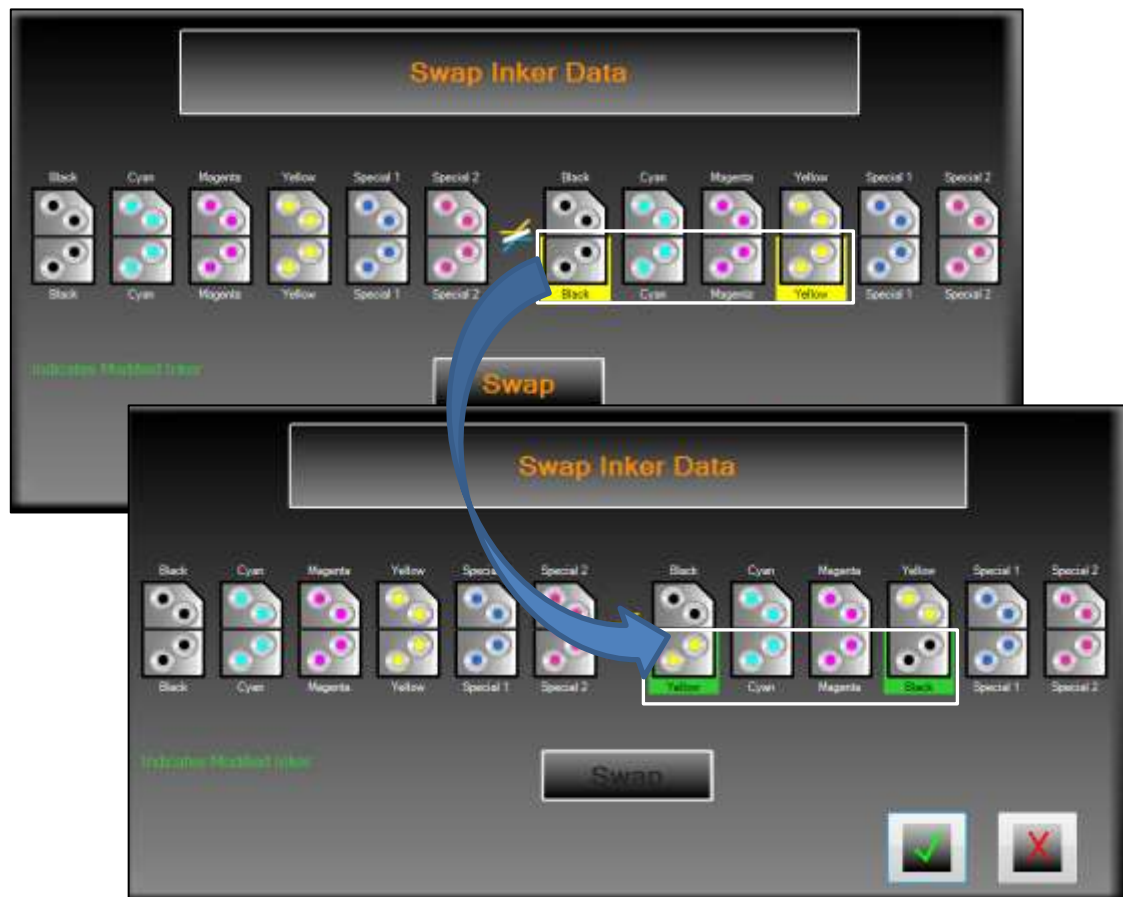 Swap Inker Data
Black Cyan Magenta Yellow Special 1 Special 2 Black Cyan Magenta Yellow Special 1 Special 2
Black Cyan Magenta Yellow Special 1 Special 2 Black Cyan Magenta Yellow Special 1 Special 2
Indicates Modified Inker
Swap
Swap Inker Data
Black Cyan Magenta Yellow Special 2 Black Cyan Magenta Yellow Special 1 Special 2
Black Cyan Magenta Yellow Special 1 Special 2 Yellow Cyan Magenta Black Special 1 Special 2
Indicates Modified Inker
Swap